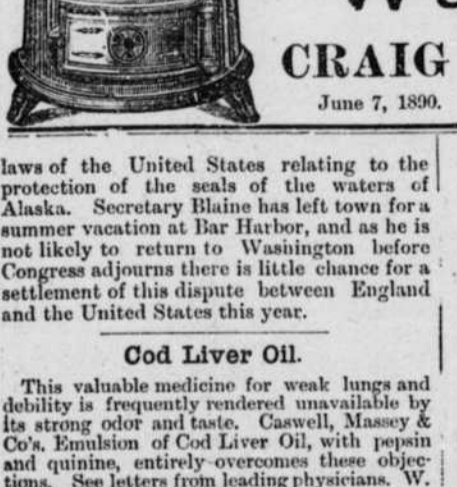 CRAIG
June 7, 1890.
laws of the United States relating to the
protection of the seals of the waters of
Alaska. Secretary Blaine has left town for a
summer vacation at Bar Harbor, and as he is
not likely to return to Washington before
Congress adjourns there is little chance for a
settlement of this dispute between England
and the United States this year.
Cod Liver Oil.
This valuable medicine for weak lungs and
debility is frequently rendered unavailable by
its strong odor and taste. Caswell, Massey &
Co's. Emulsion of Cod Liver Oil, with pepsin
and quinine, entirely overcomes these objec-
tions. See letters from leading physicians. W.